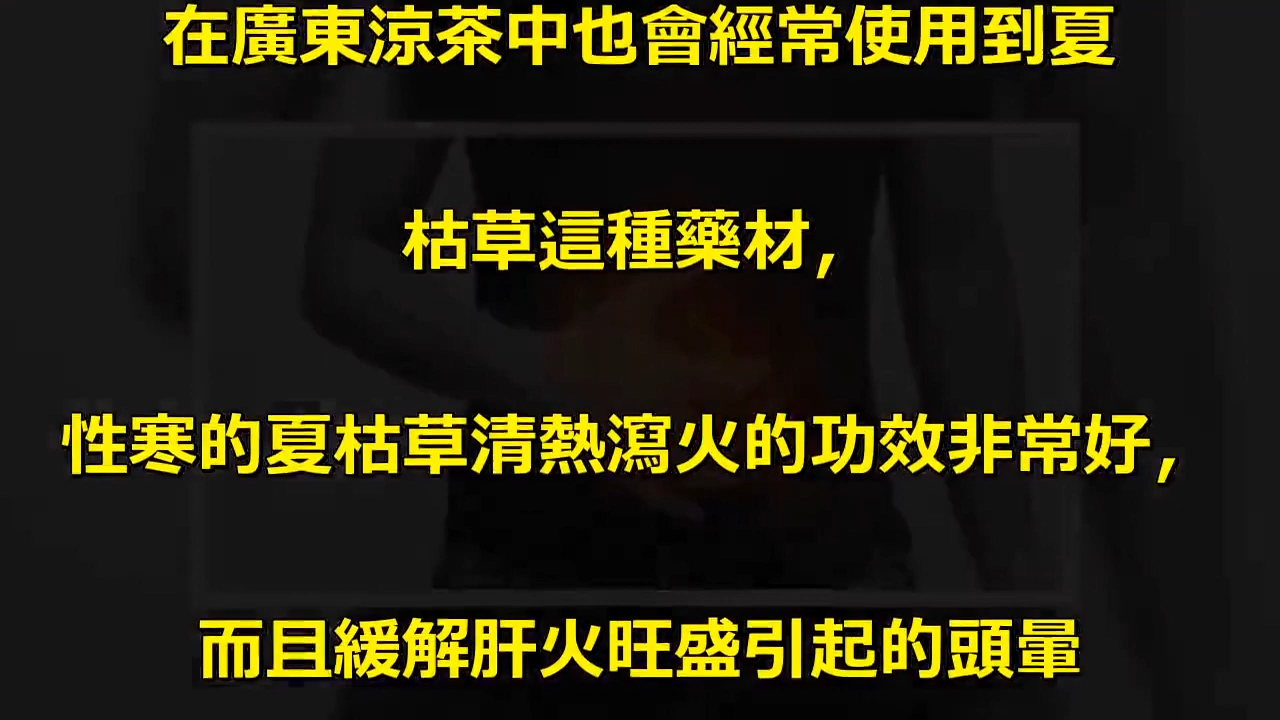 在廣東涼茶中也會經常使用到夏
枯草這種藥材，
性寒的夏枯草清熱瀉火的功效非常好，
而且緩解肝火旺盛引起的頭暈